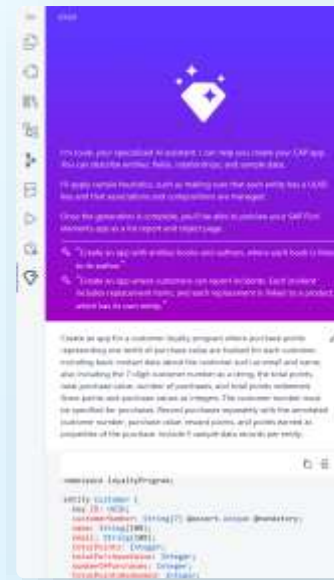 I'm Joule, your specialized AI assistant. I can help you create your CAP app.
You can describe entities, fields, relationships, and sample data.
I'll apply certain heuristics, such as making sure that each entity has a UUID
key and that associations and compositions are managed.
Once the generation is complete, you'll be able to preview your SAP Fiori
elements app as a list report and object page.
"Create an app with entities books and authors, where each book is linked
to its author."
"Create an app where customers can report incidents. Each incident
includes replacement items, and each replacement is linked to a product,
which has its own entity."
Create an app for a customer loyalty program where purchase points
representing one tenth of purchase value are tracked for each customer,
including basic instant data about the customer such as email and name,
also including the 7-digit customer number as a string, the total points,
total purchase value, number of purchases, and total points redeemed.
Store points and purchase values as integers. The customer number must
be specified for purchases. Record purchases separately with the
customer number, purchase value, reward points, and points earned as
properties of the purchase. Include 5 sample data records per entity.
namespace loyaltyProgram;
entity Customer {
key ID: UUID;
customerNumber: String(7) @assert.unique @mandatory;
name: String(100);
email: String(100);
totalPoints: Integer;
totalPurchaseValue: Integer;
numberOfPurchases: Integer;
totalPointsRedeemed: Integer;